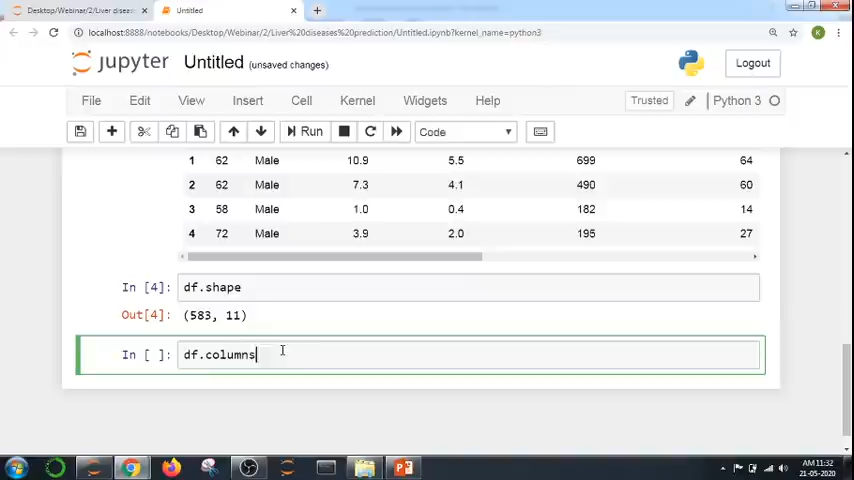 Desktop/Webinar/2/Liver diseas
Untitled
localhost:8888/notebooks/Desktop/Webinar/2/Liver%20diseases%20prediction/Untitled.ipynb?kernel_name=python3
K
jupyter Untitled (unsaved changes)
Logout
File Edit View Insert Cell Kernel Widgets Help
Trusted Python 3
Run Code
1 62 Male 10.9 5.5 699 64
2 62 Male 7.3 4.1 490 60
3 58 Male 1.0 0.4 182 14
4 72 Male 3.9 2.0 195 27
In [4]: df.shape
Out[4]: (583, 11)
In [ ]: df.columns
AM 11:32
21-05-2020